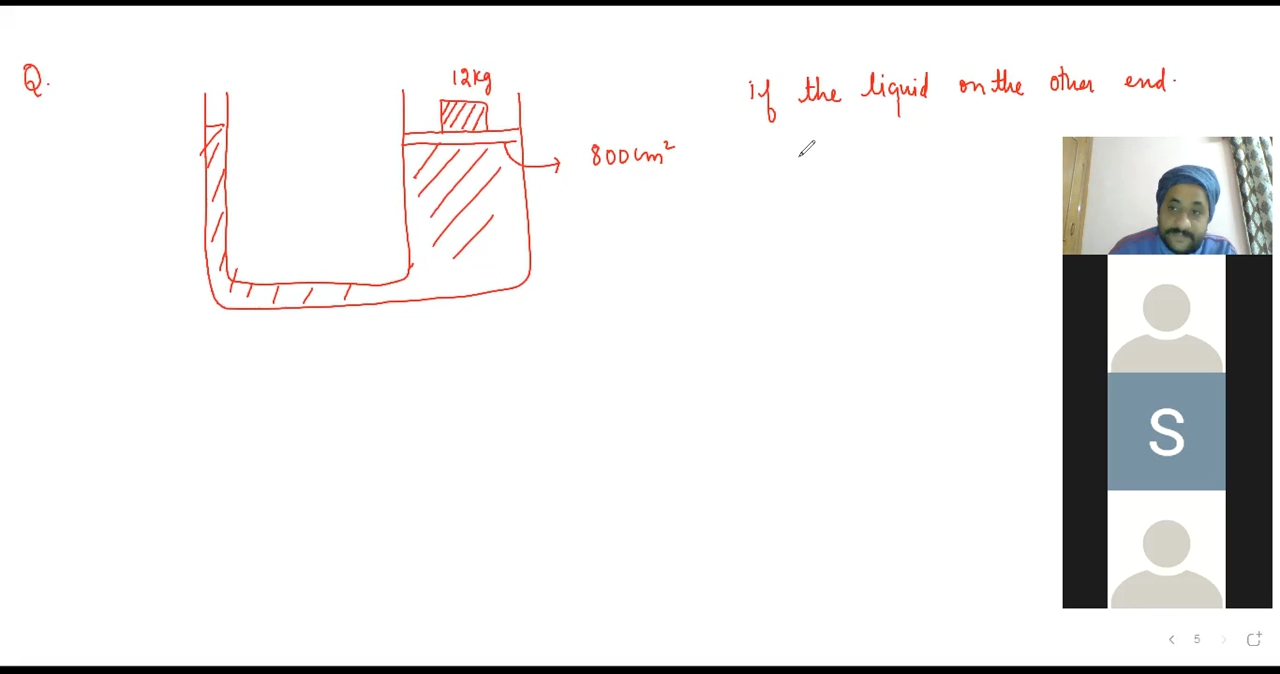 Q.
12kg
if the liquid on the other end.
800cm²
S
5